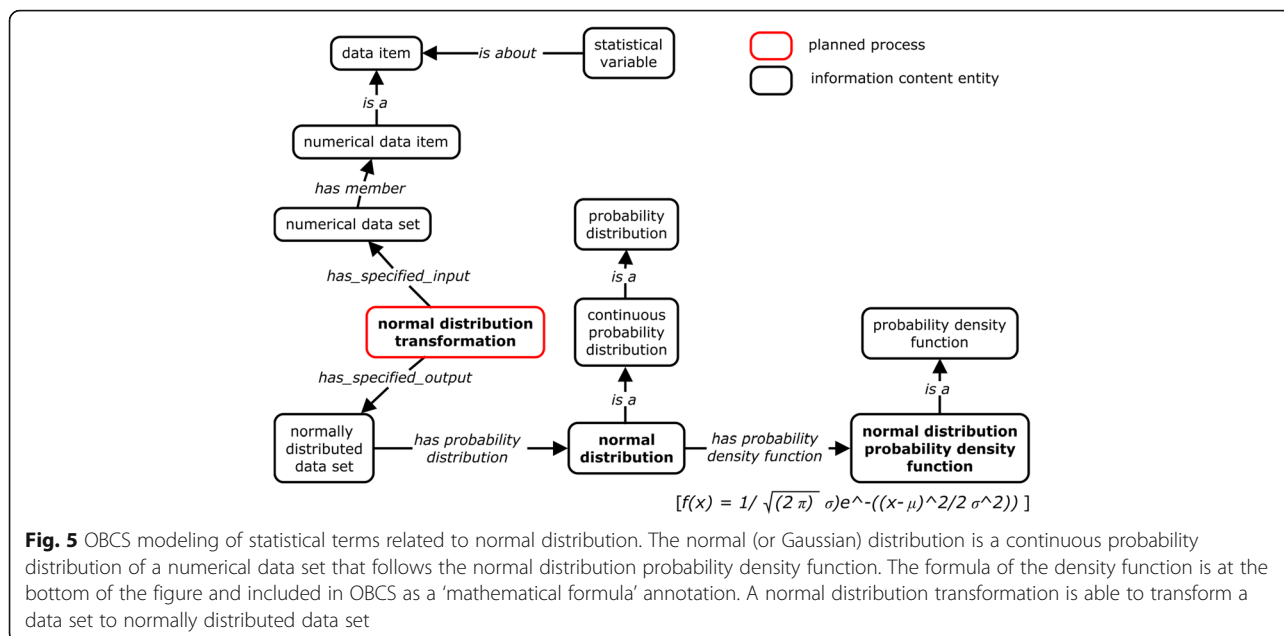 data item
is about
statistical
variable
planned process
information content entity
is a
numerical data item
has member
numerical data set
probability
distribution
has_specified_input
is a
normal distribution
transformation
continuous
probability
distribution
probability density
function
has_specified_output
is a
is a
normally
distributed
data set
has probability
distribution
normal
distribution
has probability
density function
normal distribution
probability density
function
[f(x) = 1/ √(2 π) σ)e^-((x- μ)^2/2 σ^2)) ]
Fig. 5 OBCS modeling of statistical terms related to normal distribution. The normal (or Gaussian) distribution is a continuous probability
distribution of a numerical data set that follows the normal distribution probability density function. The formula of the density function is at the
bottom of the figure and included in OBCS as a ‘mathematical formula’ annotation. A normal distribution transformation is able to transform a
data set to normally distributed data set